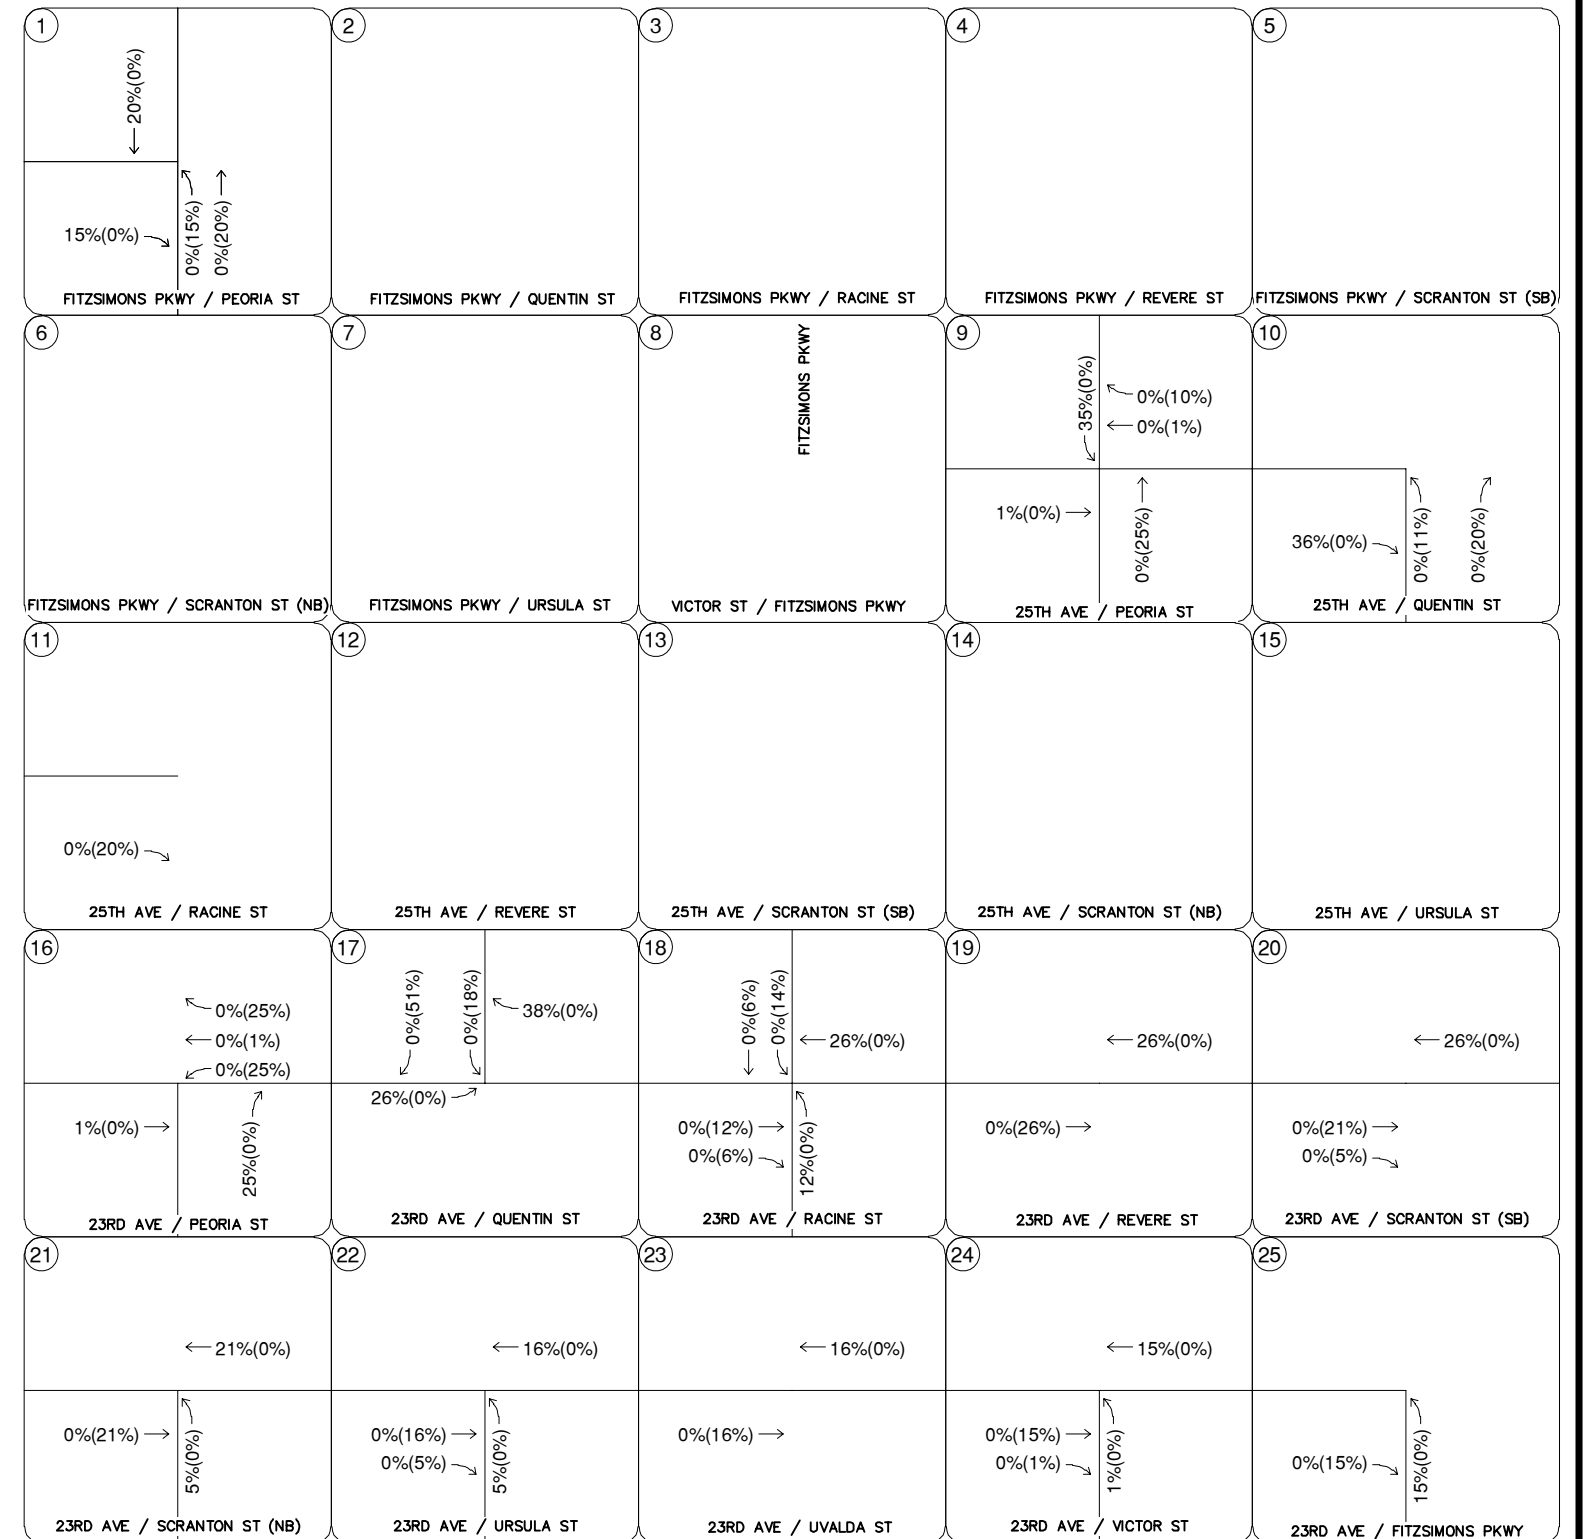 1
20%(0%)
15%(0%)
0%(15%)
0%(20%)
FITZSIMONS PKWY / PEORIA ST
2
FITZSIMONS PKWY / QUENTIN ST
3
FITZSIMONS PKWY / RACINE ST
4
FITZSIMONS PKWY / REVERE ST
5
FITZSIMONS PKWY / SCRANTON ST (SB)
6
FITZSIMONS PKWY / SCRANTON ST (NB)
7
FITZSIMONS PKWY / URSULA ST
8
FITZSIMONS PKWY
VICTOR ST / FITZSIMONS PKWY
9
35%(0%)
0%(10%)
0%(1%)
1%(0%)
0%(25%)
25TH AVE / PEORIA ST
10
36%(0%)
0%(11%)
0%(20%)
25TH AVE / QUENTIN ST
11
0%(20%)
25TH AVE / RACINE ST
12
25TH AVE / REVERE ST
13
25TH AVE / SCRANTON ST (SB)
14
25TH AVE / SCRANTON ST (NB)
15
25TH AVE / URSULA ST
16
0%(25%)
0%(1%)
0%(25%)
1%(0%)
25%(0%)
23RD AVE / PEORIA ST
17
0%(51%)
0%(18%)
38%(0%)
26%(0%)
23RD AVE / QUENTIN ST
18
0%(6%)
0%(14%)
26%(0%)
0%(12%)
0%(6%)
12%(0%)
23RD AVE / RACINE ST
19
26%(0%)
0%(26%)
23RD AVE / REVERE ST
20
26%(0%)
0%(21%)
0%(5%)
23RD AVE / SCRANTON ST (SB)
21
21%(0%)
0%(21%)
5%(0%)
23RD AVE / SCRANTON ST (NB)
22
16%(0%)
0%(16%)
0%(5%)
5%(0%)
23RD AVE / URSULA ST
23
16%(0%)
0%(16%)
23RD AVE / UVALDA ST
24
15%(0%)
0%(15%)
0%(1%)
1%(0%)
23RD AVE / VICTOR ST
25
0%(15%)
15%(0%)
23RD AVE / FITZSIMONS PKWY